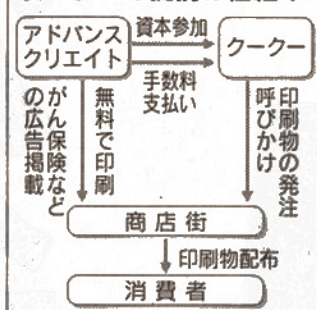 アドバンス
クリエイト
資本参加
クークー
手数料
支払い
がん保険など
の広告掲載
無料で印刷
印刷物の発注
呼びかけ
商店街
印刷物配布
消費者